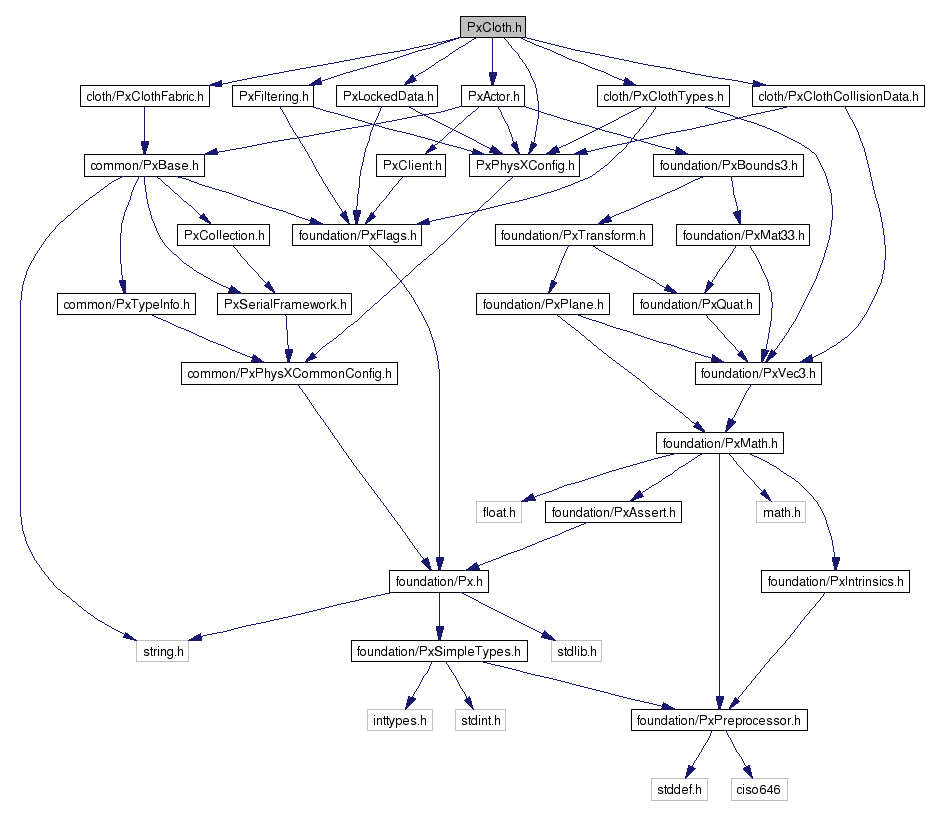 PxCloth.h
cloth/PxClothFabric.h
PxFiltering.h
PxLockedData.h
PxActor.h
cloth/PxClothTypes.h
cloth/PxClothCollisionData.h
common/PxBase.h
PxClient.h
PxPhysXConfig.h
foundation/PxBounds3.h
PxCollection.h
foundation/PxFlags.h
foundation/PxTransform.h
foundation/PxMat33.h
common/PxTypeInfo.h
PxSerialFramework.h
foundation/PxPlane.h
foundation/PxQuat.h
common/PxPhysXCommonConfig.h
foundation/PxVec3.h
foundation/PxMath.h
float.h
foundation/PxAssert.h
math.h
foundation/Px.h
foundation/PxIntrinsics.h
string.h
foundation/PxSimpleTypes.h
stdlib.h
inttypes.h
stdint.h
foundation/PxPreprocessor.h
stddef.h
ciso646